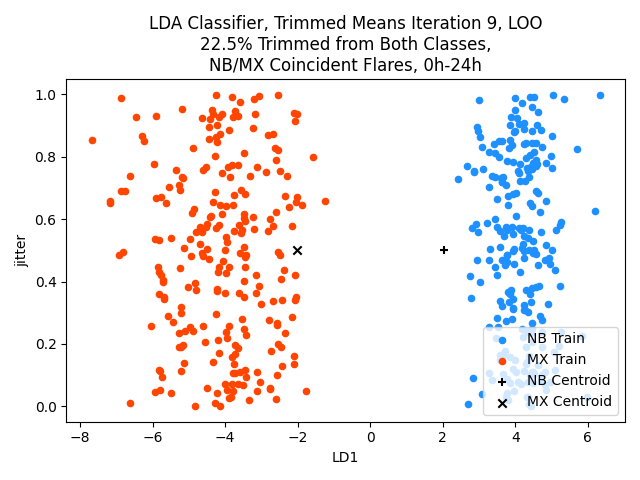 LDA Classifier, Trimmed Means Iteration 9, LOO
22.5% Trimmed from Both Classes,
NB/MX Coincident Flares, 0h-24h
1.0
0.8
0.6
0.4
0.2
0.0
jitter
NB Train
MX Train
NB Centroid
MX Centroid
−8 −6 −4 −2 0 2 4 6
LD1